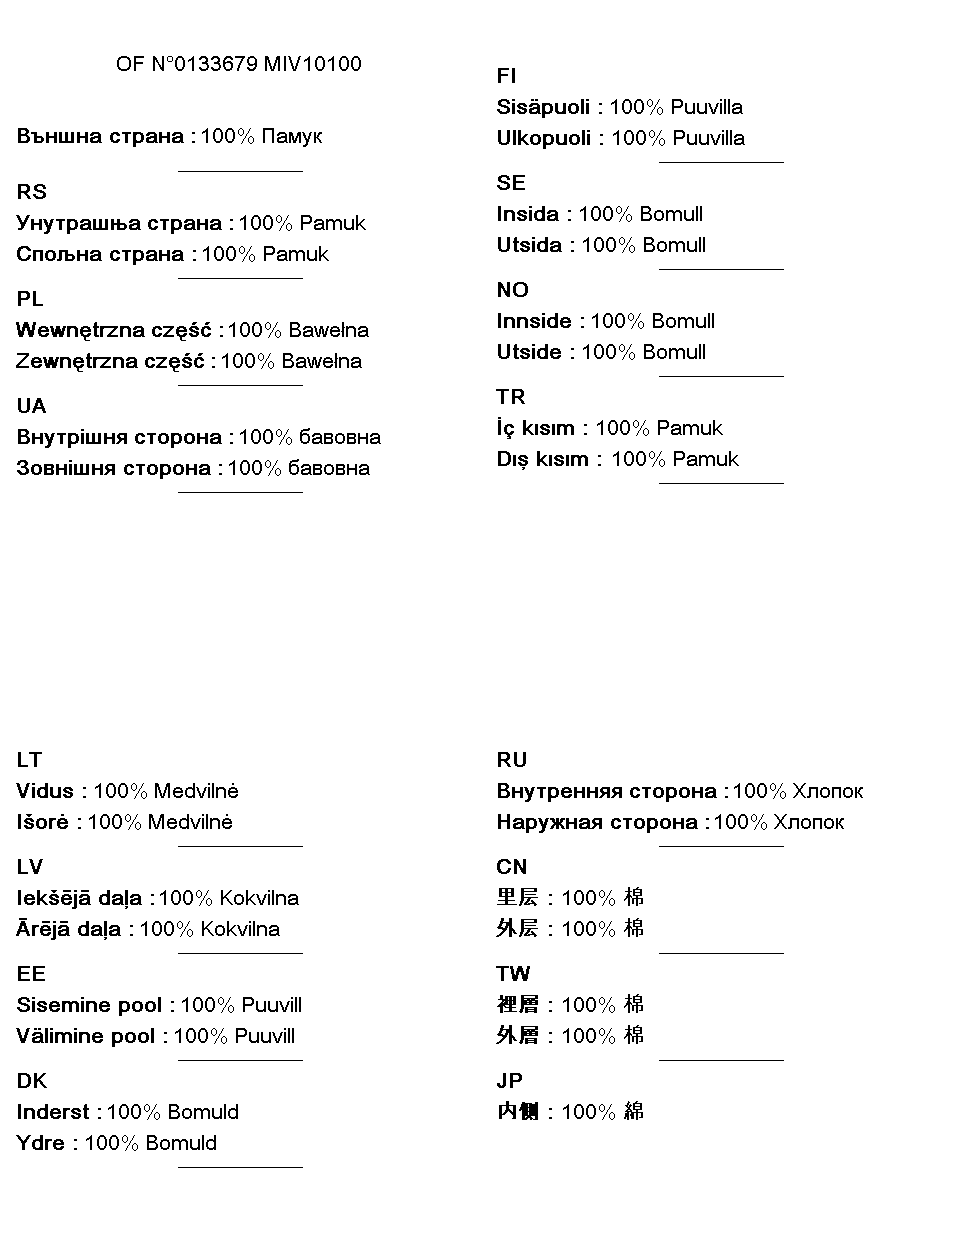 OF N°0133679 MIV10100
Външна страна : 100% Памук
RS
Унутрашња страна : 100% Pamuk
Спољна страна : 100% Pamuk
PL
Wewnętrzna część : 100% Bawełna
Zewnętrzna część : 100% Bawełna
UA
Внутрішня сторона : 100% бавовна
Зовнішня сторона : 100% бавовна
FI
Sisäpuoli : 100% Puuvilla
Ulkopuoli : 100% Puuvilla
SE
Insida : 100% Bomull
Utsida : 100% Bomull
NO
Innside : 100% Bomull
Utside : 100% Bomull
TR
İç kısım : 100% Pamuk
Dış kısım : 100% Pamuk
LT
Vidus : 100% Medvilnė
Išorė : 100% Medvilnė
LV
Iekšējā daļa : 100% Kokvilna
Ārējā daļa : 100% Kokvilna
EE
Sisemine pool : 100% Puuvill
Välimine pool : 100% Puuvill
DK
Inderst : 100% Bomuld
Ydre : 100% Bomuld
RU
Внутренняя сторона : 100% Хлопок
Наружная сторона : 100% Хлопок
CN
里层 : 100% 棉
外层 : 100% 棉
TW
裡層 : 100% 棉
外層 : 100% 棉
JP
内側 : 100% 綿